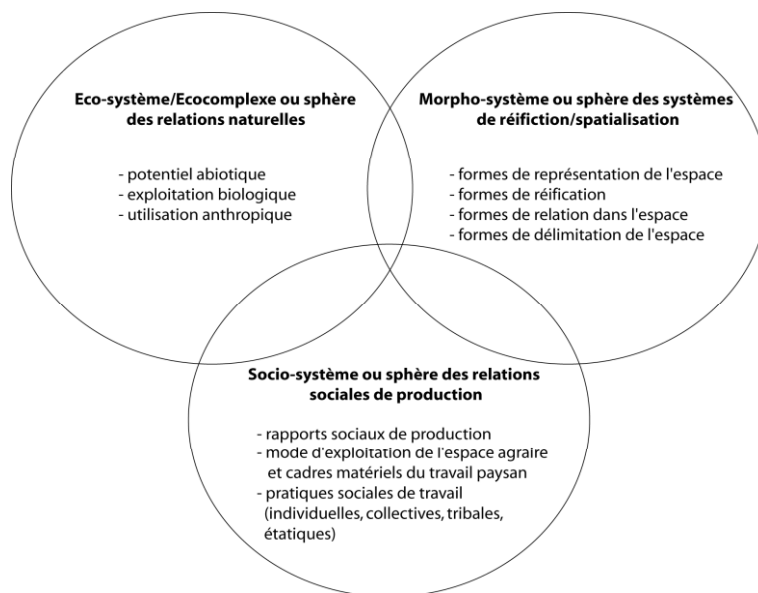 Eco-système/Ecocomplexe ou sphère
des relations naturelles
- potentiel abiotique
- exploitation biologique
- utilisation anthropique
Morpho-système ou sphère des systèmes
de réifiction/spatialisation
- formes de représentation de l'espace
- formes de réification
- formes de relation dans l'espace
- formes de délimitation de l'espace
Socio-système ou sphère des relations
sociales de production
- rapports sociaux de production
- mode d'exploitation de l'espace agraire
et cadres matériels du travail paysan
- pratiques sociales de travail
(individuelles, collectives, tribales,
étatiques)